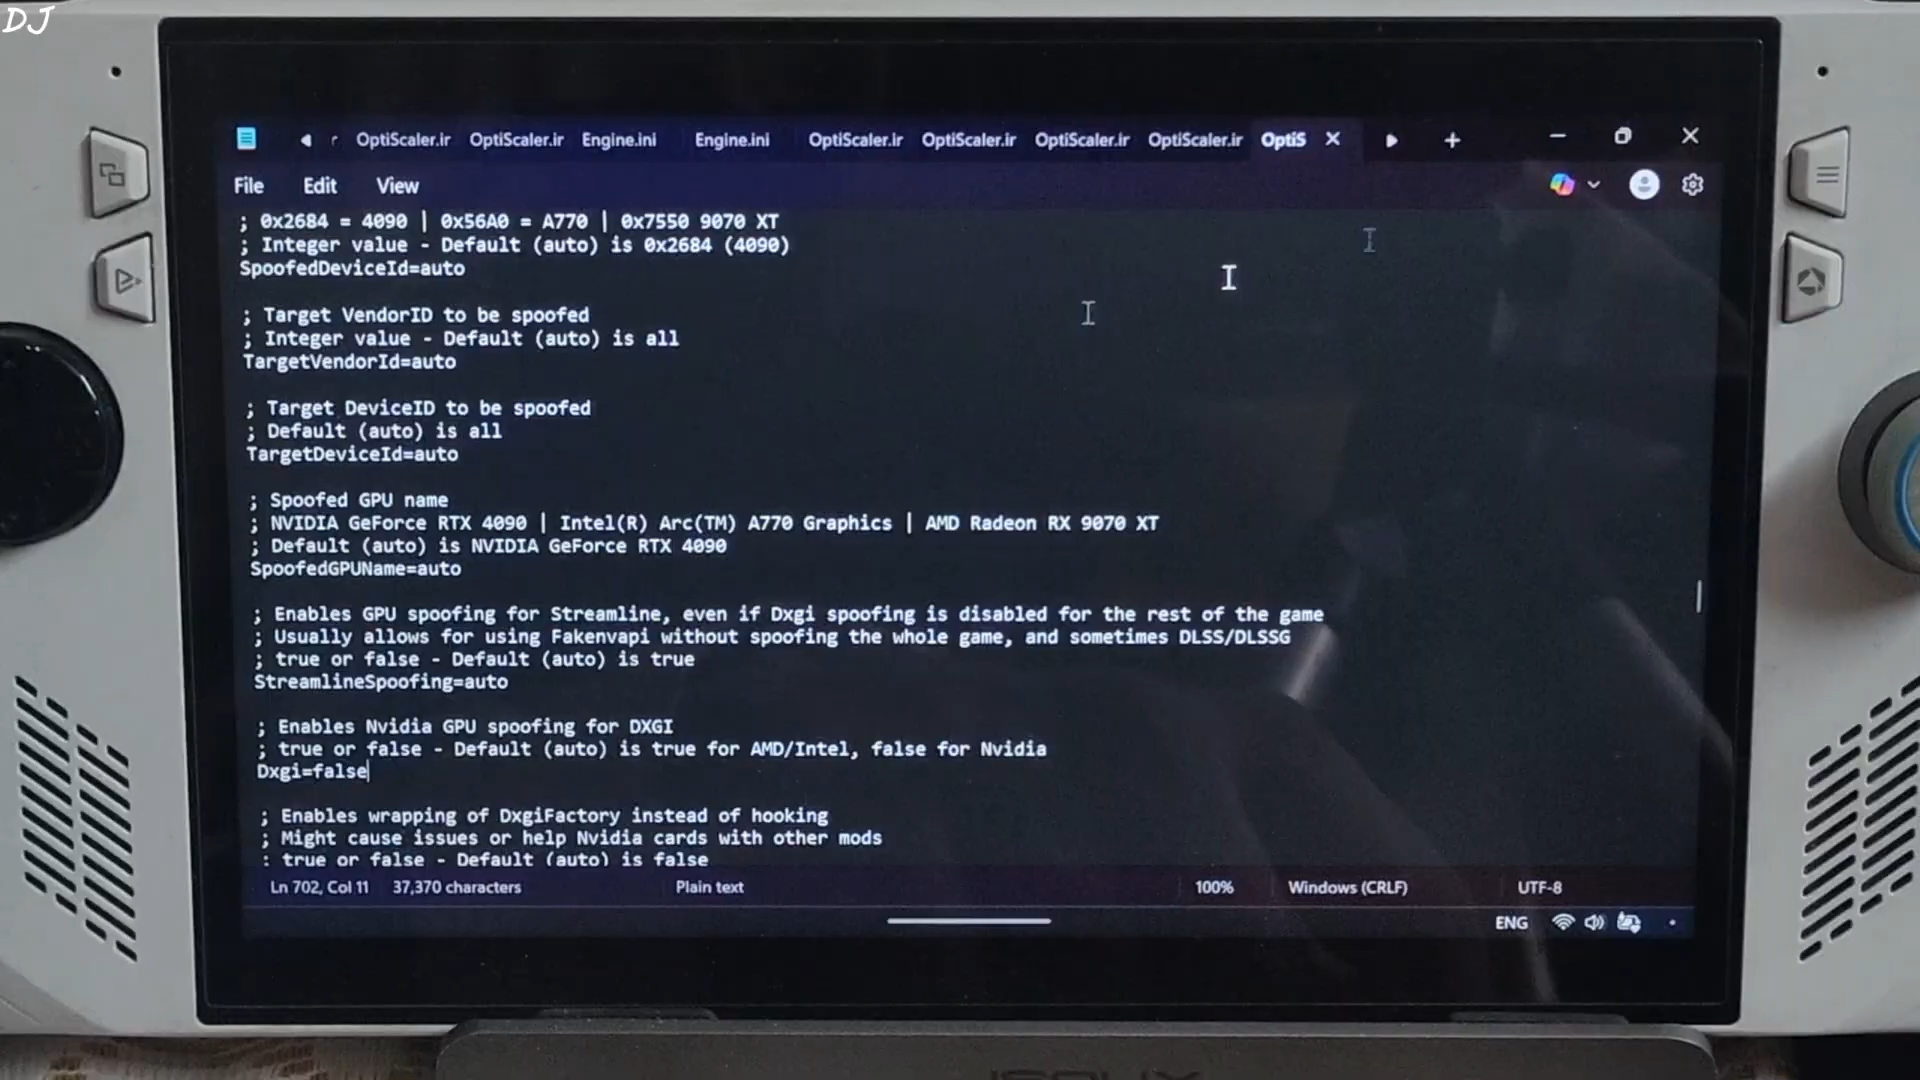 DJ
OptiScaler.ir OptiScaler.ir Engine.ini Engine.ini OptiScaler.ir OptiScaler.ir OptiScaler.ir OptiScaler.ir OptiS
File Edit View
; 0x2684 = 4090 | 0x56A0 = A770 | 0x7550 9070 XT
; Integer value - Default (auto) is 0x2684 (4090)
SpoofedDeviceId=auto
; Target VendorID to be spoofed
; Integer value - Default (auto) is all
TargetVendorId=auto
; Target DeviceID to be spoofed
; Default (auto) is all
TargetDeviceId=auto
; Spoofed GPU name
; NVIDIA GeForce RTX 4090 | Intel(R) Arc(TM) A770 Graphics | AMD Radeon RX 9070 XT
; Default (auto) is NVIDIA GeForce RTX 4090
SpoofedGPUName=auto
; Enables GPU spoofing for Streamline, even if Dxgi spoofing is disabled for the rest of the game
; Usually allows for using Fakenvapi without spoofing the whole game, and sometimes DLSS/DLSSG
; true or false - Default (auto) is true
StreamlineSpoofing=auto
; Enables Nvidia GPU spoofing for DXGI
; true or false - Default (auto) is true for AMD/Intel, false for Nvidia
Dxgi=false
; Enables wrapping of DxgiFactory instead of hooking
; Might cause issues or help Nvidia cards with other mods
; true or false - Default (auto) is false
Ln 702, Col 11 37,370 characters Plain text 100% Windows (CRLF) UTF-8
ENG